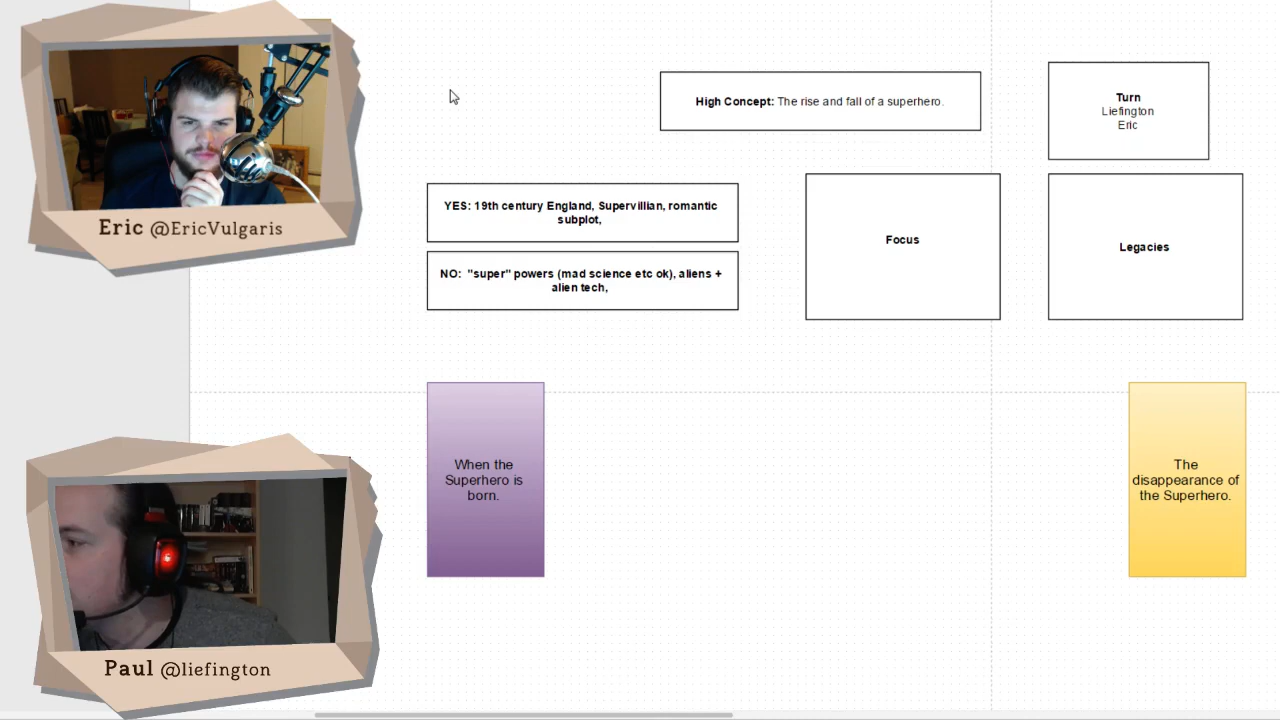 High Concept: The rise and fall of a superhero.
Turn
Liefington
Eric
YES: 19th century England, Supervillian, romantic
subplot,
NO:  "super" powers (mad science etc ok), aliens +
alien tech,
Focus
Legacies
Eric @EricVulgaris
When the
Superhero is
born.
The
disappearance of
the Superhero.
Paul @liefington